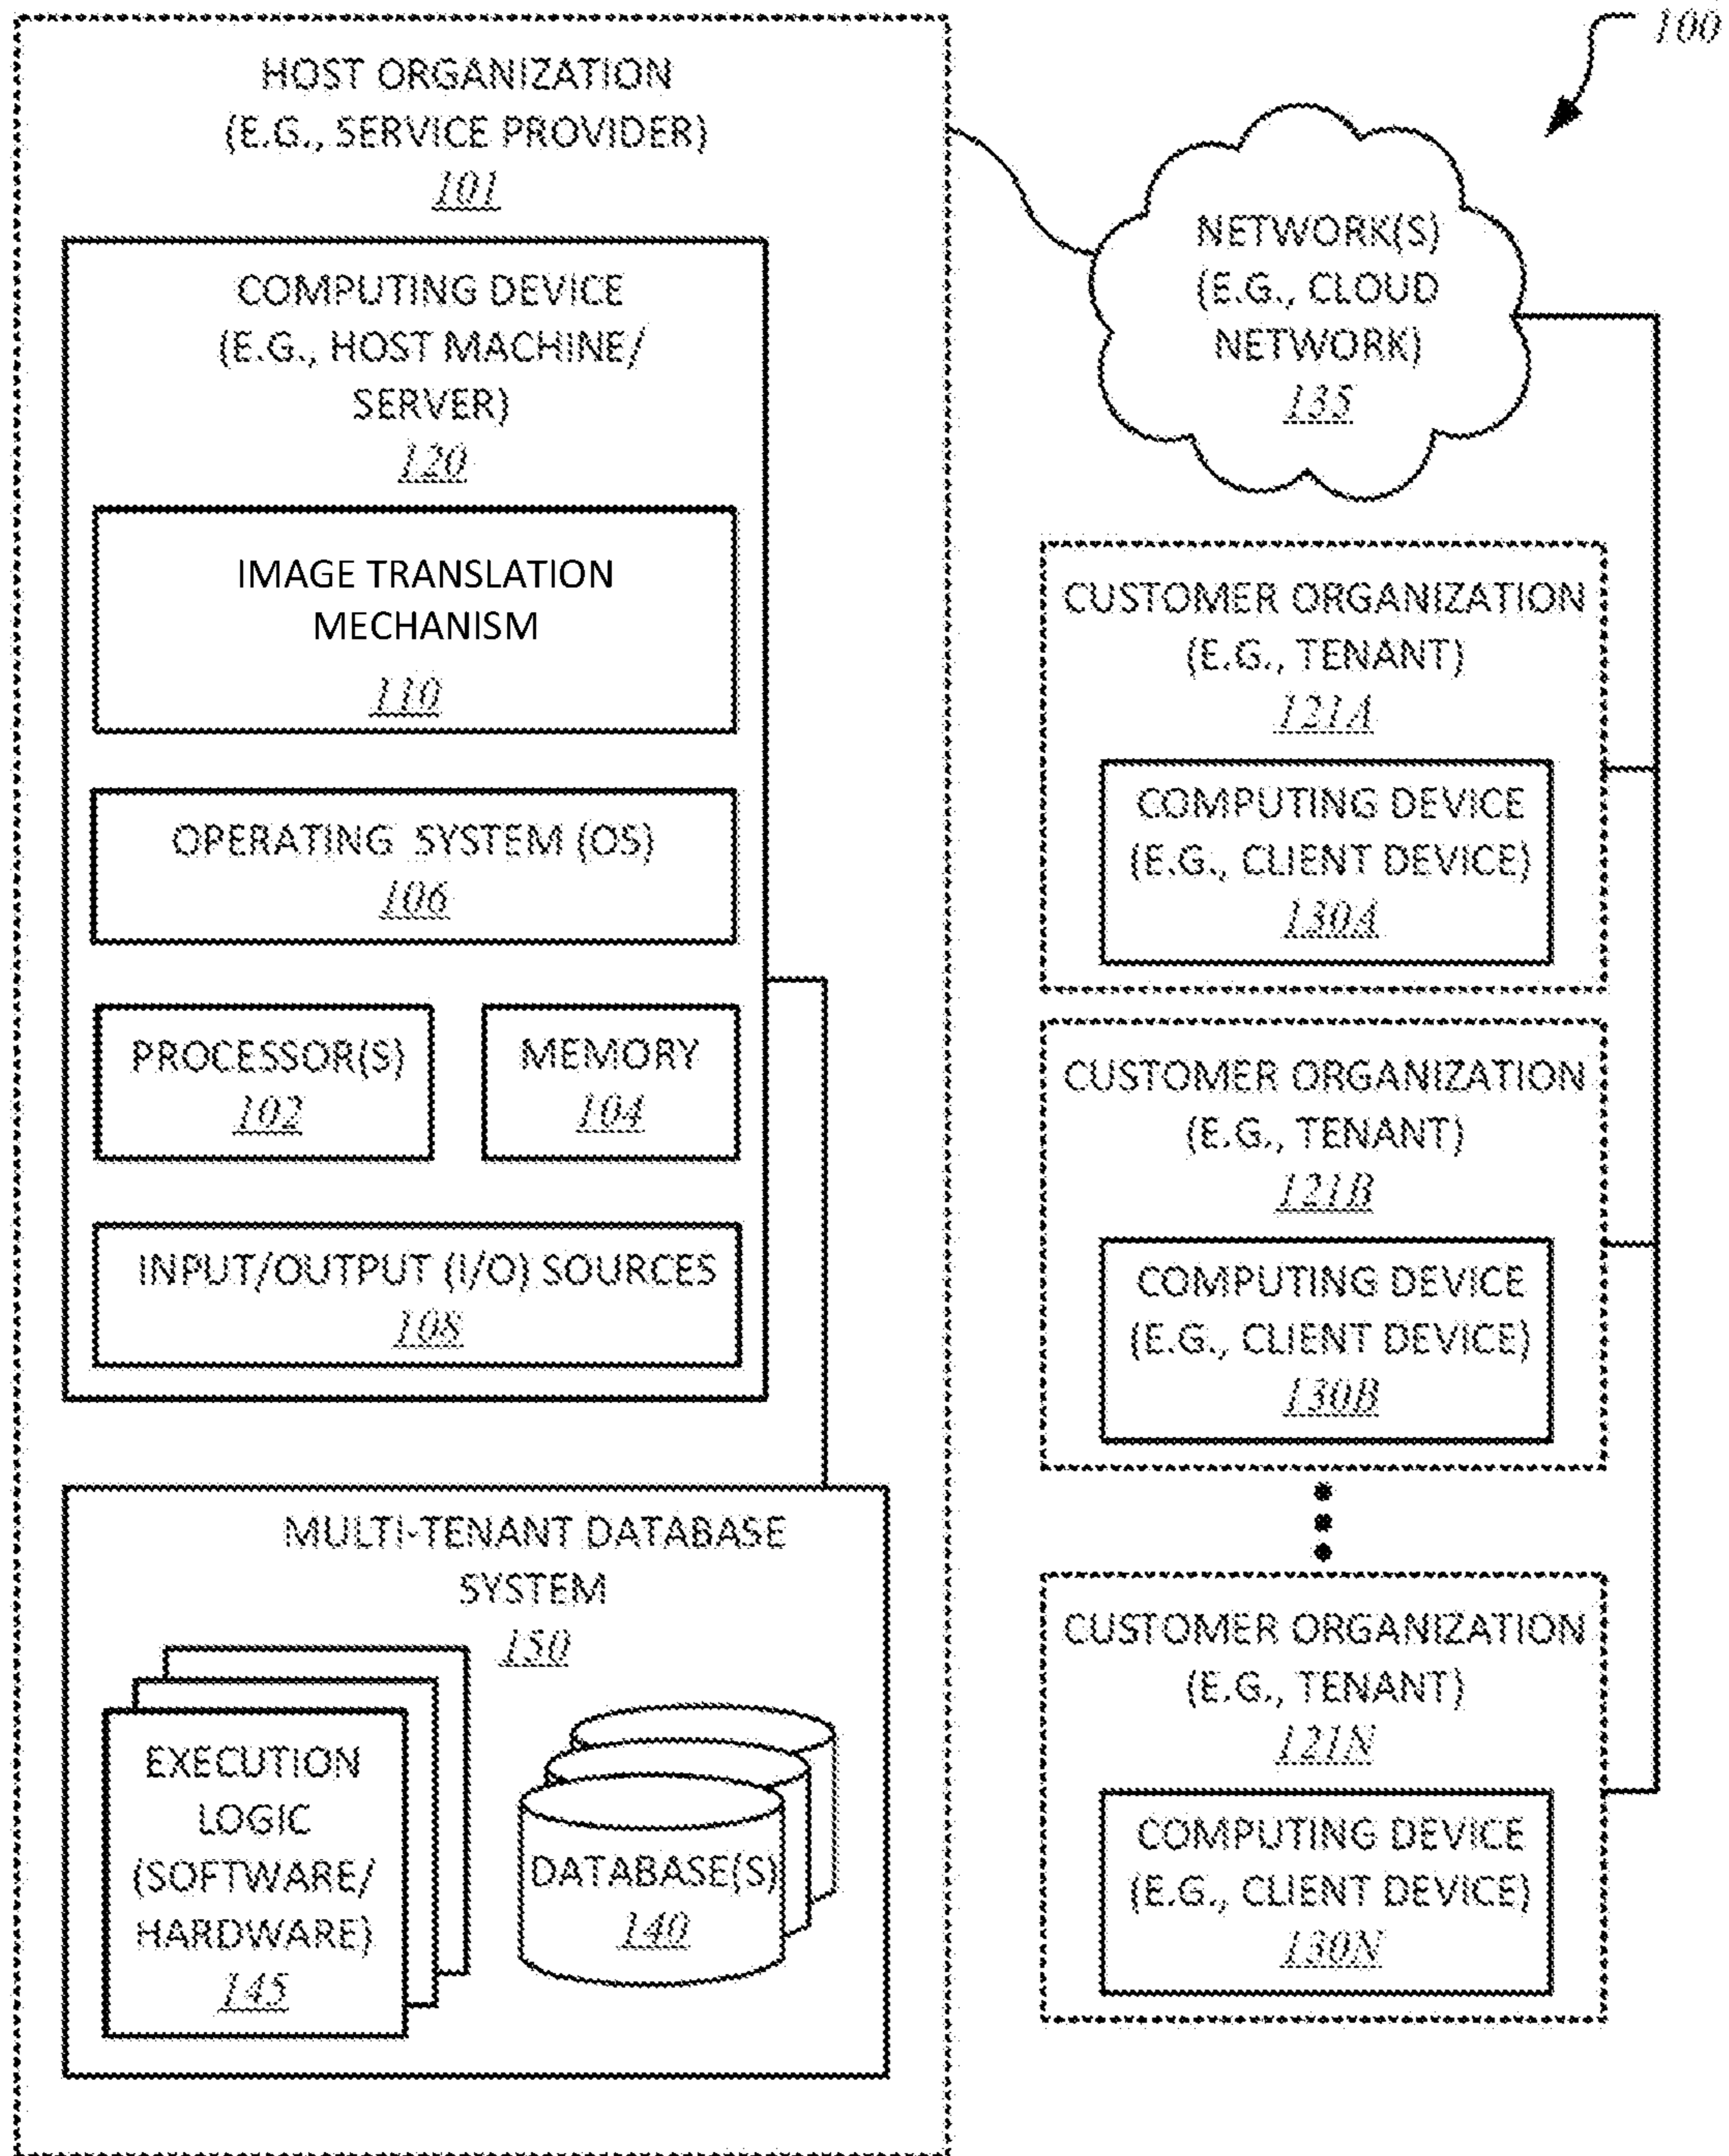 100
HOST ORGANIZATION
(E.G., SERVICE PROVIDER)
101
COMPUTING DEVICE
(E.G., HOST MACHINE/
SERVER)
120
IMAGE TRANSLATION
MECHANISM
110
OPERATING SYSTEM (OS)
106
PROCESSOR(S)
102
MEMORY
104
INPUT/OUTPUT (I/O) SOURCES
108
MULTI-TENANT DATABASE
SYSTEM
150
EXECUTION
LOGIC
(SOFTWARE/
HARDWARE)
145
DATABASE(S)
140
NETWORK(S)
(E.G., CLOUD
NETWORK)
135
CUSTOMER ORGANIZATION
(E.G., TENANT)
121A
COMPUTING DEVICE
(E.G., CLIENT DEVICE)
130A
CUSTOMER ORGANIZATION
(E.G., TENANT)
121B
COMPUTING DEVICE
(E.G., CLIENT DEVICE)
130B
CUSTOMER ORGANIZATION
(E.G., TENANT)
121N
COMPUTING DEVICE
(E.G., CLIENT DEVICE)
130N